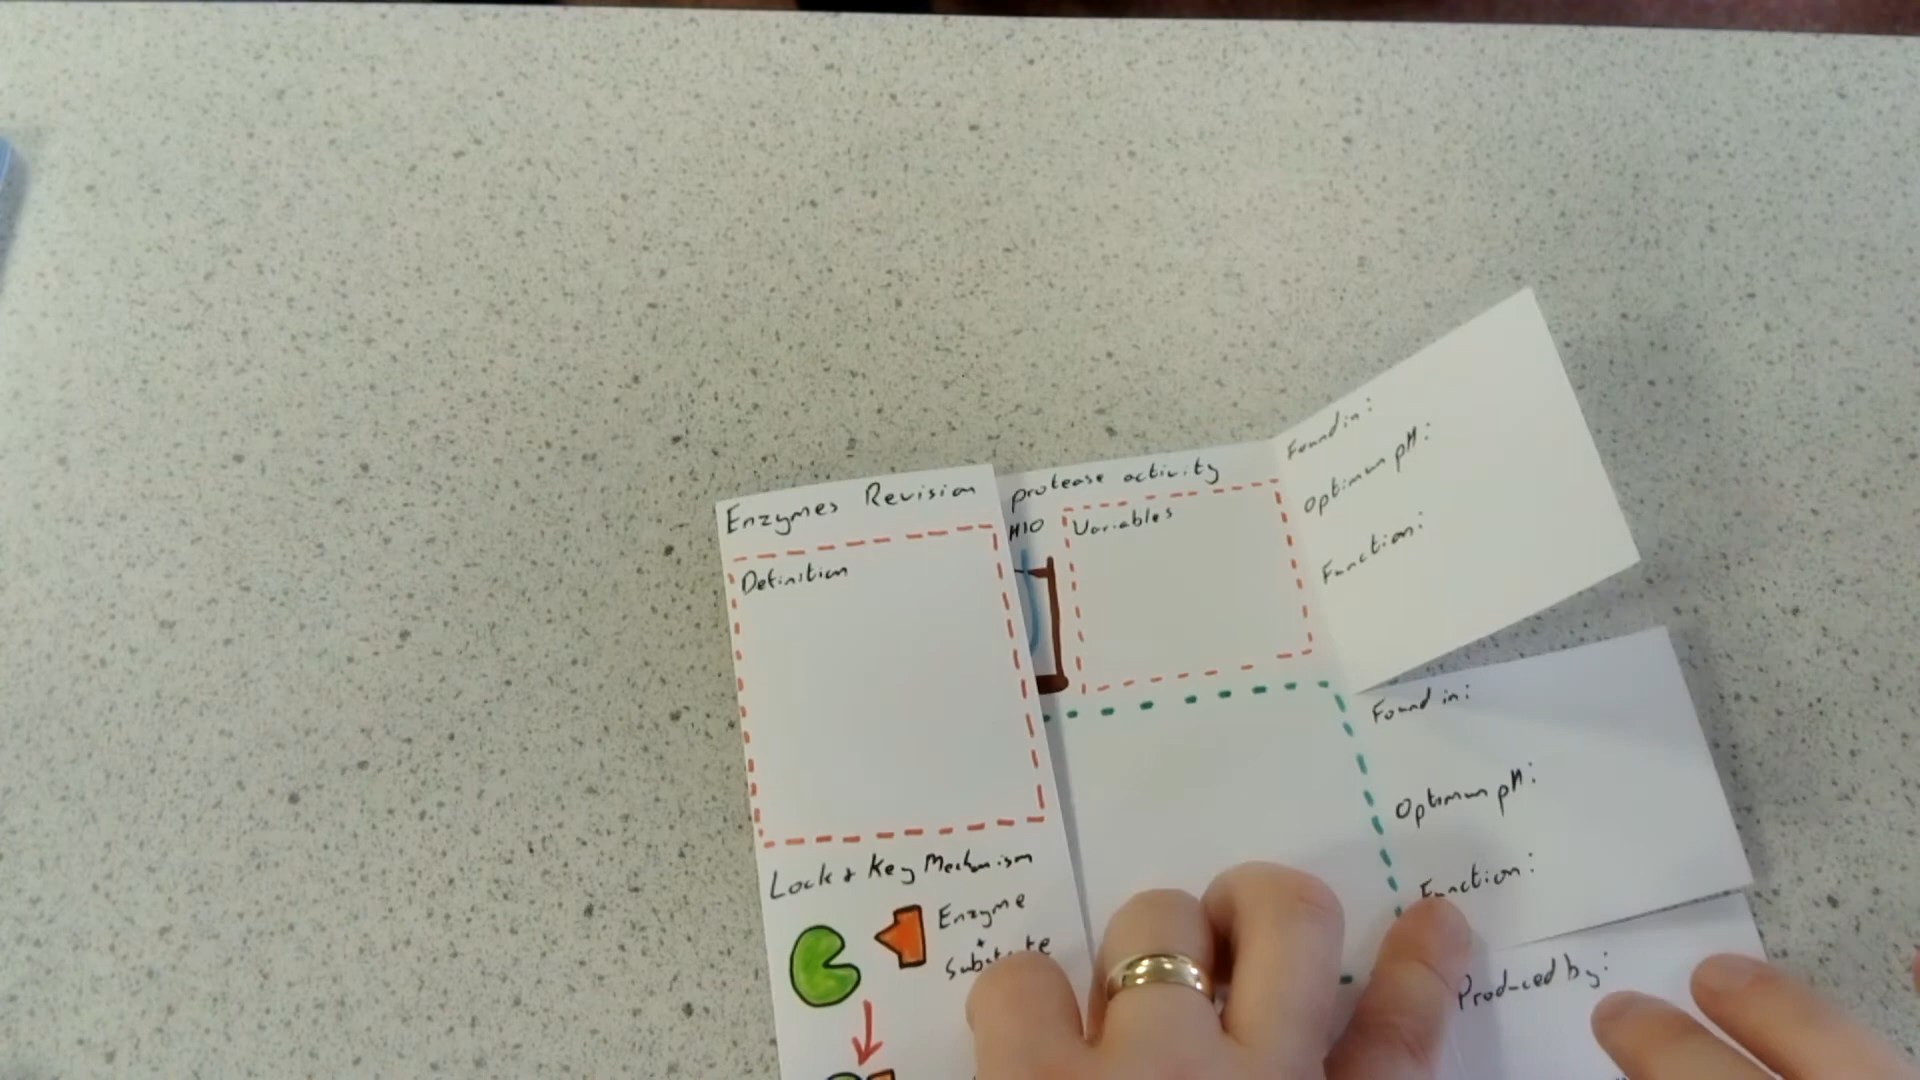 Enzymes Revision
Definition
Lock & Key Mechanism
Enzyme
+
Substrate
protease activity
Variables
Found in:
Optimum pH:
Function:
Found in:
Optimum pH:
Function:
Produced by: